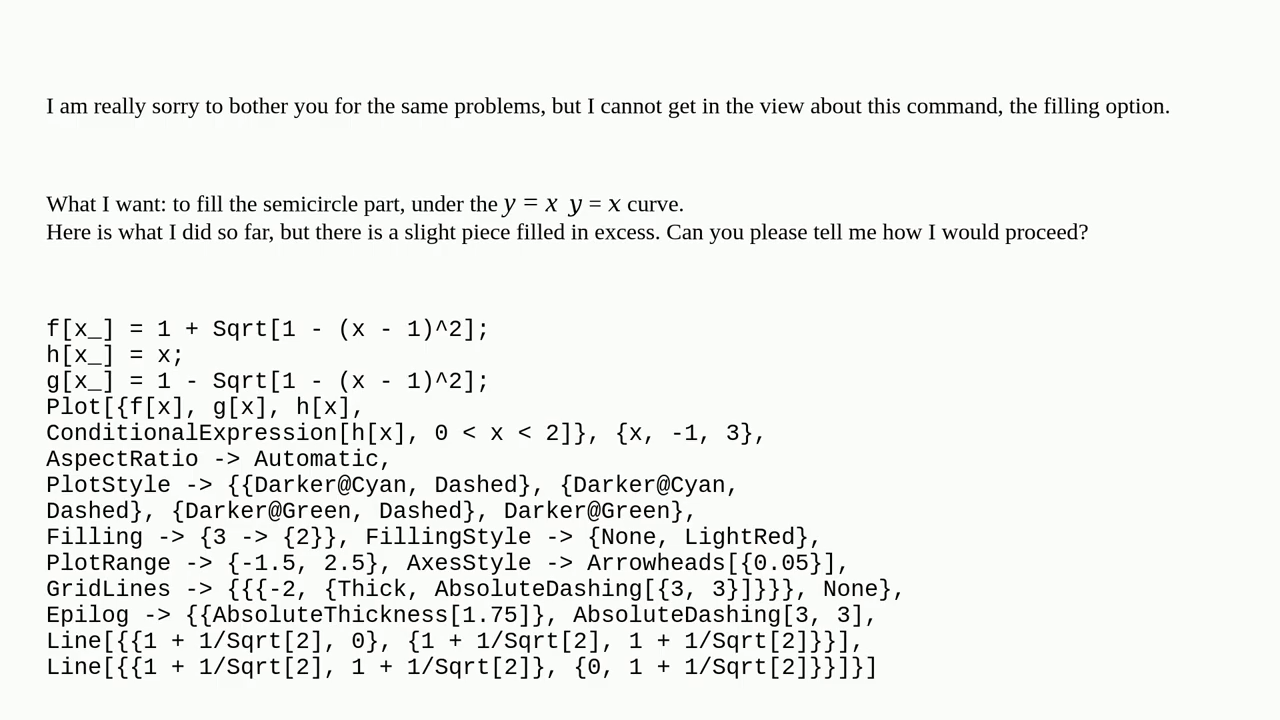 I am really sorry to bother you for the same problems, but I cannot get in the view about this command, the filling option.
What I want: to fill the semicircle part, under the y = x y = x curve.
Here is what I did so far, but there is a slight piece filled in excess. Can you please tell me how I would proceed?
f[x_] = 1 + Sqrt[1 - (x - 1)^2];
h[x_] = x;
g[x_] = 1 - Sqrt[1 - (x - 1)^2];
Plot[{f[x], g[x], h[x],
ConditionalExpression[h[x], 0 < x < 2]}, {x, -1, 3},
AspectRatio -> Automatic,
PlotStyle -> {{Darker@Cyan, Dashed}, {Darker@Cyan,
Dashed}, {Darker@Green, Dashed}, Darker@Green},
Filling -> {3 -> {2}}, FillingStyle -> {None, LightRed},
PlotRange -> {-1.5, 2.5}, AxesStyle -> Arrowheads[{0.05}],
GridLines -> {{{-2, {Thick, AbsoluteDashing[{3, 3}]}}}, None},
Epilog -> {{AbsoluteThickness[1.75]}, AbsoluteDashing[3, 3],
Line[{{1 + 1/Sqrt[2], 0}, {1 + 1/Sqrt[2], 1 + 1/Sqrt[2]}}],
Line[{{1 + 1/Sqrt[2], 1 + 1/Sqrt[2]}, {0, 1 + 1/Sqrt[2]}}]}]